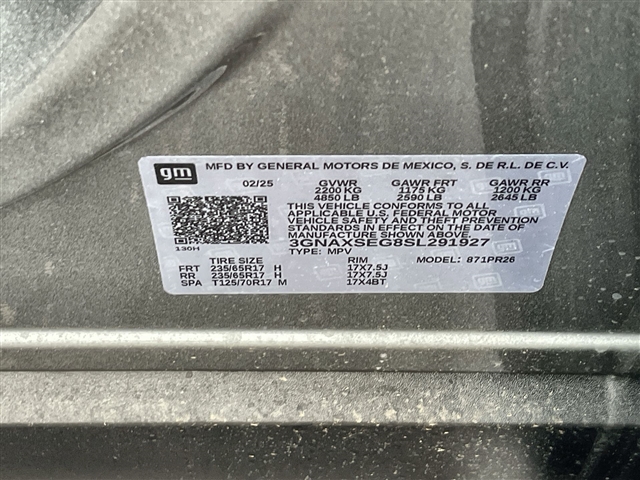 gm MFD BY GENERAL MOTORS DE MEXICO, S. DE R.L. DE C.V.
02/25 GVWR GAWR FRT GAWR RR
2200 KG 1175 KG 1200 KG
4850 LB 2590 LB 2645 LB
THIS VEHICLE CONFORMS TO ALL
APPLICABLE U.S. FEDERAL MOTOR
VEHICLE SAFETY AND THEFT PREVENTION
STANDARDS IN EFFECT ON THE DATE OF
MANUFACTURE SHOWN ABOVE.
130H 3GNAXSEG8SL291927
TYPE: MPV MODEL: 871PR26
TIRE SIZE RIM
FRT 235/65R17 H 17X7.5J
RR 235/65R17 H 17X7.5J
SPA T125/70R17 M 17X4BT